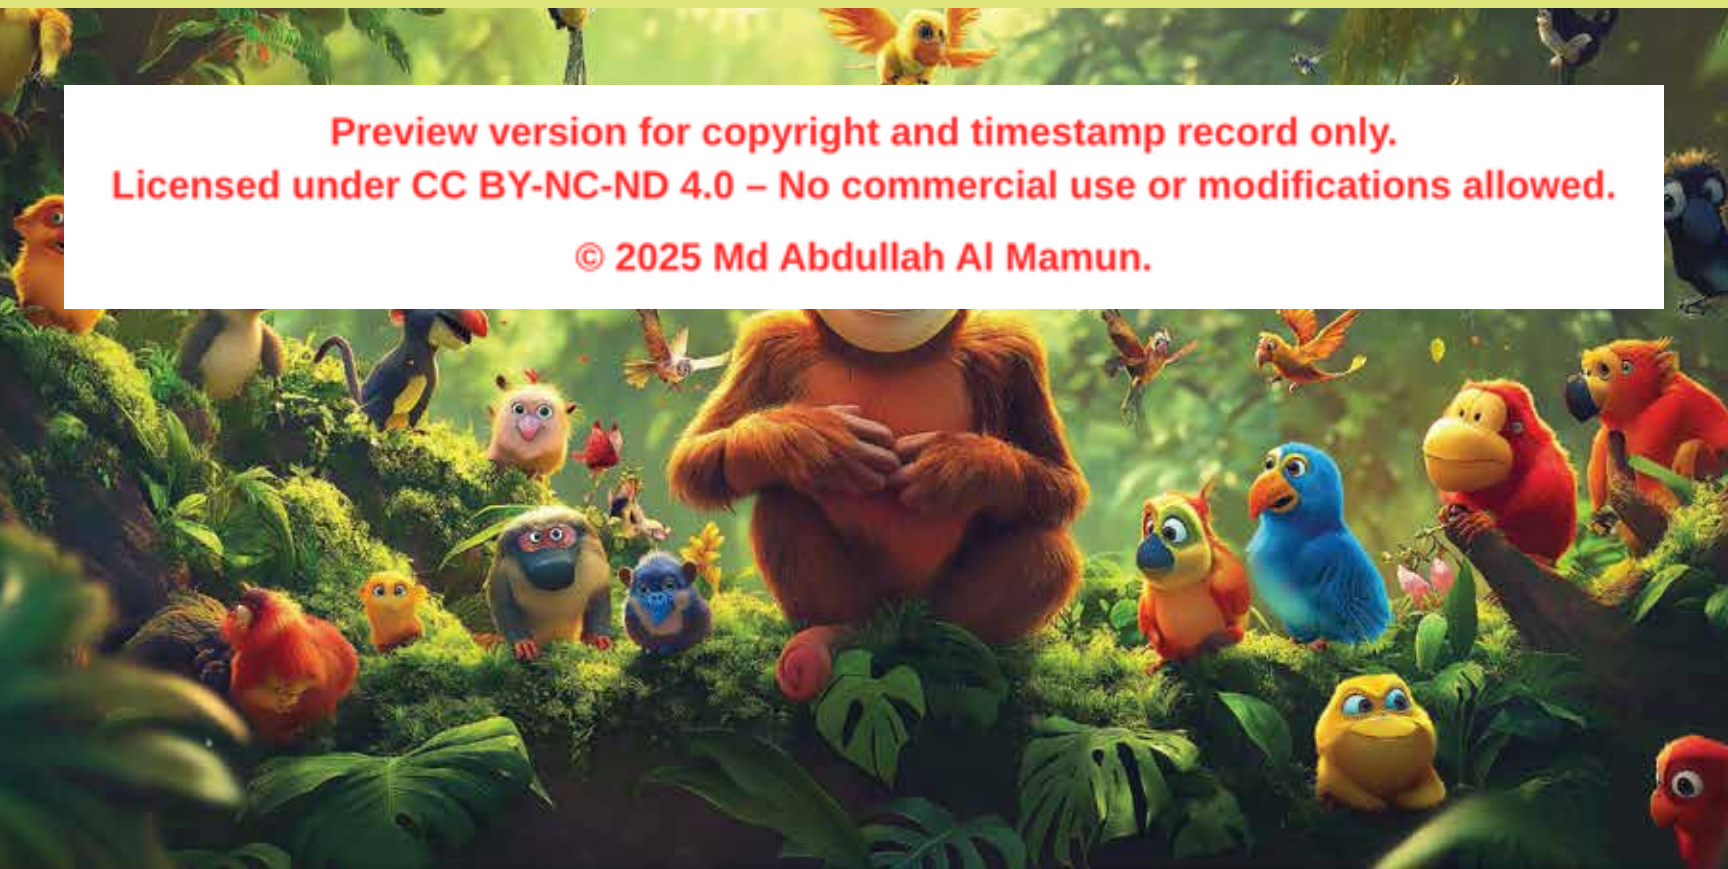 Preview version for copyright and timestamp record only.
Licensed under CC BY-NC-ND 4.0 – No commercial use or modifications allowed.
© 2025 Md Abdullah Al Mamun.